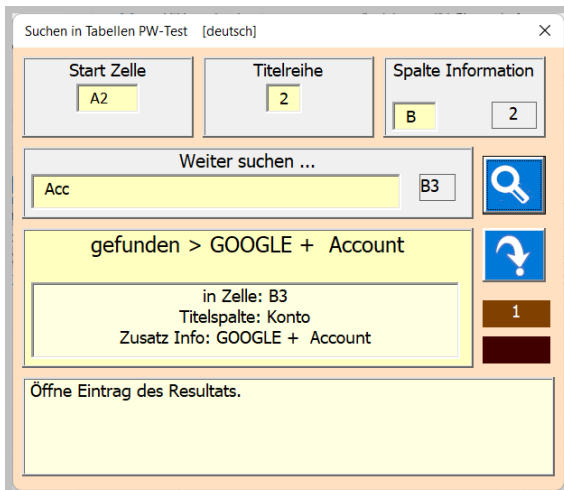 Suchen in Tabellen PW-Test [deutsch]
Start Zelle
A2
Titelreihe
2
Spalte Information
B
2
Weiter suchen ...
Acc
B3
gefunden > GOOGLE + Account
in Zelle: B3
Titelspalte: Konto
Zusatz Info: GOOGLE + Account
1
Öffne Eintrag des Resultats.